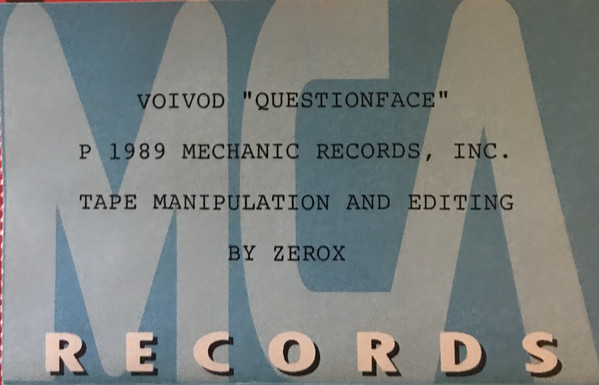 MCA
VOIVOD "QUESTIONFACE"
P 1989 MECHANIC RECORDS, INC.
TAPE MANIPULATION AND EDITING
BY ZEROX
RECORDS